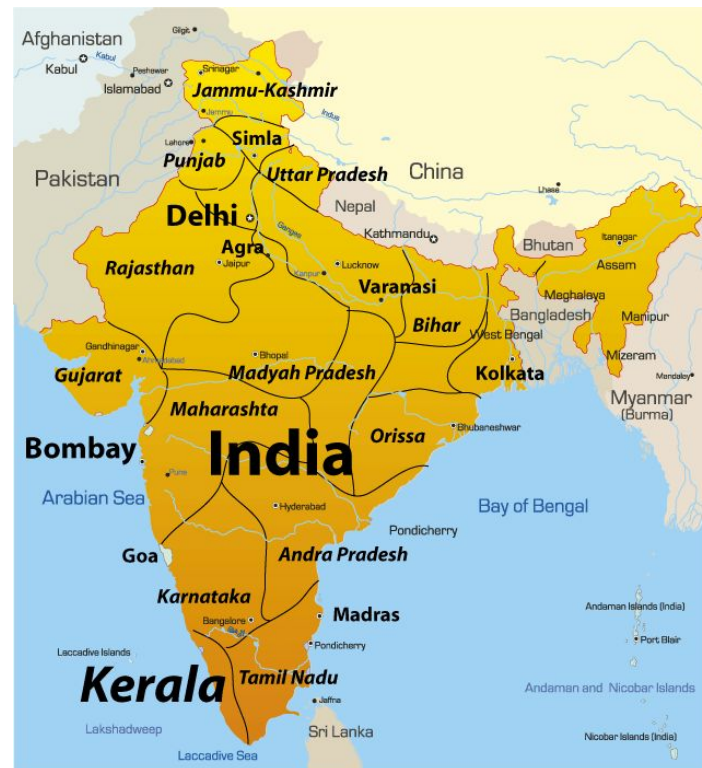 Gilgit
Afghanistan
Kabul
Kabul
Peshawar
Islamabad
Srinagar
Jammu-Kashmir
Indus
Jammu
Lahore
Simla
Punjab
Uttar Pradesh
China
Pakistan
Lhase
Nepal
Delhi
Ganges
Kathmandu
Bhutan
Itanagar
Agra
Rajasthan
Jaipur
Lucknow
Kanpur
Assam
Varanasi
Maghalaya
Bangladesh
Manipur
Bihar
West Bengal
Gandhinagar
Ahmedabad
Bhopal
Mizeram
Gujarat
Madyah Pradesh
Kolkata
Mandalay
Myanmar
(Burma)
Maharashta
Orissa
Bhubaneshwar
Bombay
India
Pune
Arabian Sea
Hyderabad
Bay of Bengal
Pondicherry
Goa
Andra Pradesh
Karnataka
Andaman Islands (India)
Bangalore
Madras
Port Blair
Pondicherry
Laccadive Islands
Kerala
Tamil Nadu
Andaman and Nicobar Islands
Jaffna
Lakshadweep
Sri Lanka
Nicobar Islands (India)
Laccadive Sea